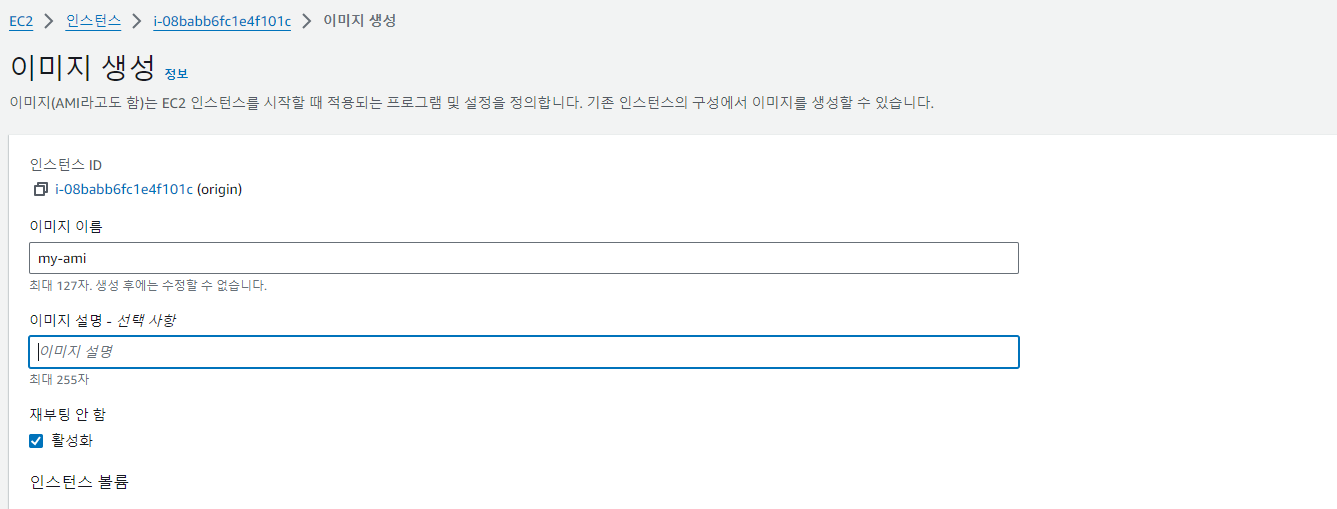 EC2 > 인스턴스 > i-08babb6fc1e4f101c > 이미지 생성
이미지 생성 정보
이미지(AMI라고도 함)는 EC2 인스턴스를 시작할 때 적용되는 프로그램 및 설정을 정의합니다. 기존 인스턴스의 구성에서 이미지를 생성할 수 있습니다.
인스턴스 ID
i-08babb6fc1e4f101c (origin)
이미지 이름
my-ami
최대 127자. 생성 후에는 수정할 수 없습니다.
이미지 설명 - 선택 사항
이미지 설명
최대 255자
재부팅 안 함
활성화
인스턴스 볼륨